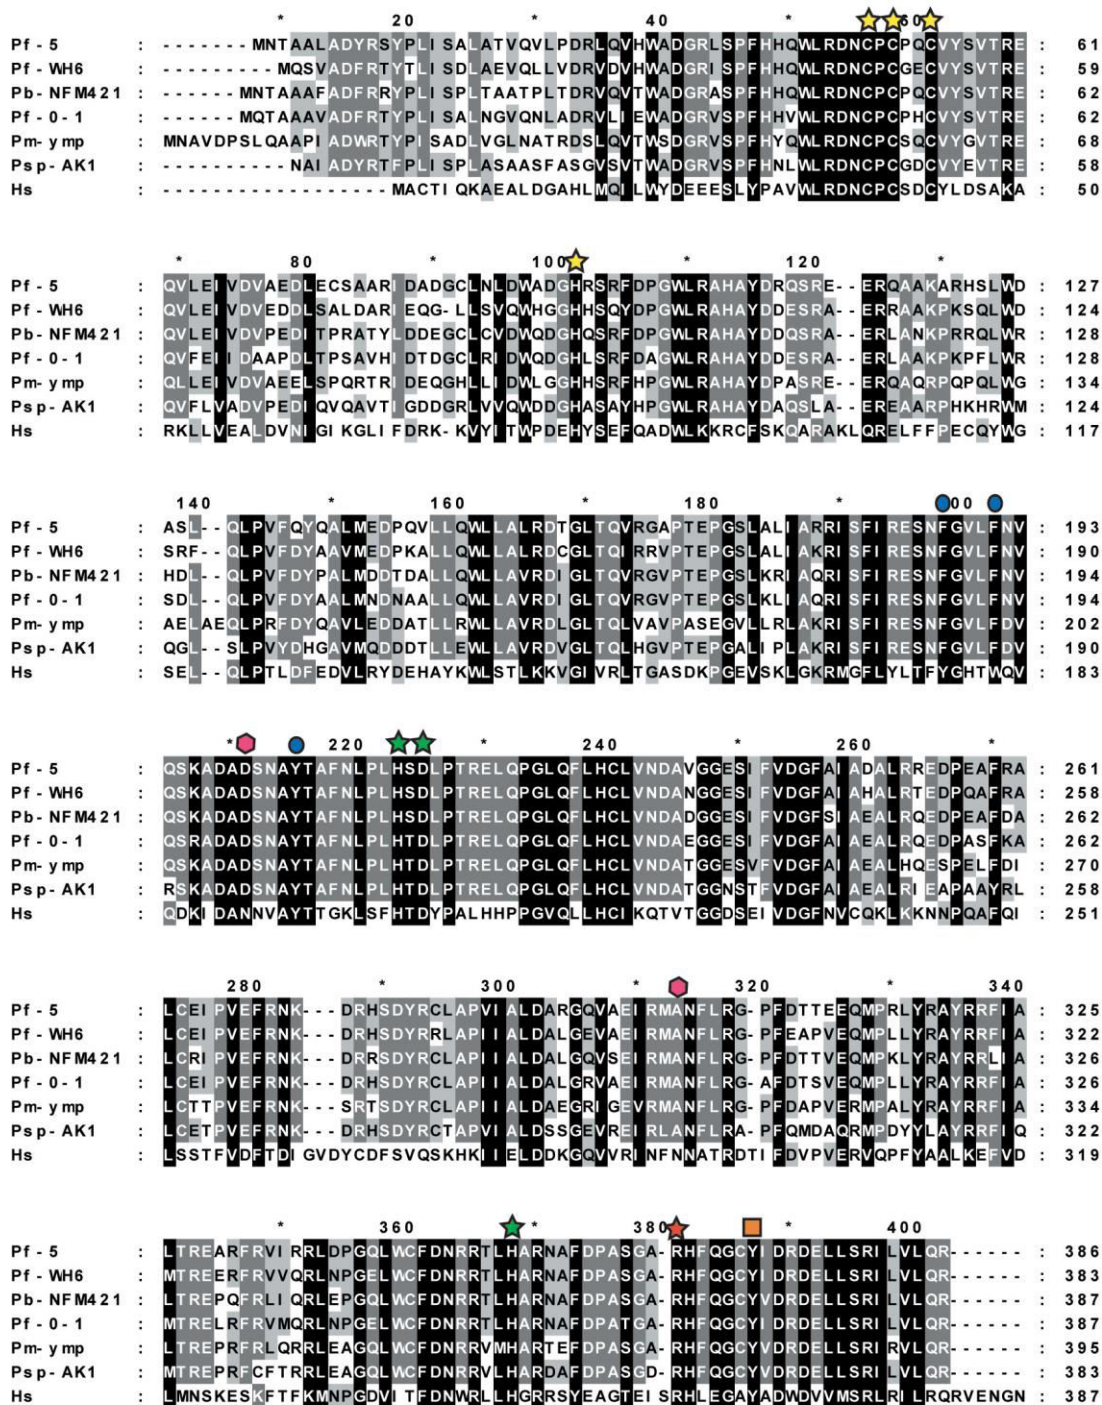 * 20 * 40 * 60
Pf-5 : -------MNTAALADYRSYPLISALATVQVLPDRLQVHWADGRLSPFHHQWLRDNCPCPQCVYSVTRE : 61
Pf-WH6 : ---------MQSVADFRTYTLISDLAEVQLLVDRVDVHWADGRISPFHHQWLRDNCPCGECVYSVTRE : 59
Pb-NFM421 : ------MNTAAAFADFRRYPLISPLTAATPLTDRVQVTWADGRASPFHHQWLRDNCPCPQCVYSVTRE : 62
Pf-0-1 : ------MQTAAAVADFRTYPLISALNGVQNLADRVLIEWADGRVSPFHHVWLRDNCPCPHCVYSVTRE : 62
Pm-ymp : MNAVDPSLQAAPIADWRTYPLISADLVGLNATRDSLQVTWSDGRVSPFHYQWLRDNCPCSQCVYGVTRE : 68
Psp-AK1 : ----------NAIADYRTFPLISPLASAASFASGVSVTWADGRVSPFHNLWLRDNCPCGDCVYEVTRE : 58
Hs : ------------------MACTIQKAEALDGAHLMQILWYDEEESLYPAVWLRDNCPCSDCYLDSAKA : 50
* 80 * 100 * 120 *
Pf-5 : QVLEIVDVAEDLECSAARIDADGCLNLDWADGHRSRFDPGWLRAHAYDRQSRE--ERQAAKARHSLWD : 127
Pf-WH6 : QVLEIVDVEDDLSALDARIEQG-LLSVQWHGGHHSQYDPGWLRAHAYDDESRA--ERRAAKPKSQLWD : 124
Pb-NFM421 : QVLEIVDVPEDLTPRATYLDDEGCLCVDWQDGHQSRFDPGWLRAHAYDDESRA--ERLANKPRRQLWR : 128
Pf-0-1 : QVFEIIDAAPDLTPSAVHIDTDGCLRIDWQDGHLSRFDAGWLRAHAYDDESRA--ERLAAKPKPFLWR : 128
Pm-ymp : QLLEIVDVAEELSPQRTRIDEQGHLLIDWLGGHHSRFHPGWLRAHAYDPASRE--ERQAQRPQPQLWG : 134
Psp-AK1 : QVFLVADVPEDIQVQAVTIGDDGRLVVQWDDGHASAYHPGWLRAHAYDAQSLA--EREAARPHKHRWM : 124
Hs : RKLLVEALDVNIGIKGLIFDRK-KVYITWPDEHYSEFQADWLKKRCFSKQARAKLQRELFFPECQYWG : 117
140 * 160 * 180 * 200
Pf-5 : ASL--QLPVFQYQALMEDPQVLLQWLLALRDTGLTQVRGAPTEPGSLALIARRISFIRESNFGVLFNV : 193
Pf-WH6 : SRF--QLPVFDYAAVMEDPKALLQWLLALRDCGLTQIRRVPTEPGSLALIAKRISFIRESNFGVLFNV : 190
Pb-NFM421 : HDL--QLPVFDYPALMDDTDALLQWLLAVRDIGLTQVRGVPTEPGSLKRIAQRISFIRESNFGVLFNV : 194
Pf-0-1 : SDL--QLPVFDYAALMNDNAALLQWLLAVRDIGLTQVRGVPTEPGSLKLIAQRISFIRESNFGVLFNV : 194
Pm-ymp : AELAEQLPRFDYQAVLEDDATLLRWLLAVRDLGLTQLVAVPASEGVLLRLAKRISFIRESNFGVLFDV : 202
Psp-AK1 : QGL--SLPVYDHGAVMQDDDTLLEWLLAVRDVGLTQLHGVPTEPGALIPLAKRISFIRESNFGVLFDV : 190
Hs : SEL--QLPTLDFEDVLRYDEHAYKWLSTLKKVGIVRLTGASDKPGEVSKLGKRMGFLYLTFYGHTWQV : 183
* 220 * 240 * 260 *
Pf-5 : QSKADADSNAYTAFNLPLHSDLPTRELQPGLQFLHCLVNDAVGGESIFVDGFAIADALRREDPEAFRA : 261
Pf-WH6 : QSKADADSNAYTAFNLPLHSDLPTRELQPGLQFLHCLVNDANGGESIFVDGFAIAHALRTEDPQAFRA : 258
Pb-NFM421 : QSKADADSNAYTAFNLPLHSDLPTRELQPGLQFLHCLVNDADGGESIFVDGFSIAEALRQEDPEAFDA : 262
Pf-0-1 : QSRADADSNAYTAFNLPLHTDLPTRELQPGLQFLHCLVNDAEGGESIFVDGFAIAEALRQEDPASFKA : 262
Pm-ymp : QSKADADSNAYTAFNLPLHTDLPTRELQPGLQFLHCLVNDATGGESVFVDGFAIAEALHQESPELFDI : 270
Psp-AK1 : RSKADADSNAYTAFNLPLHTDLPTRELQPGLQFLHCLVNDATGGNSTFVDGFAIAEALRIEAPAAYRL : 258
Hs : QDKIDANNVAYTTGKLSFHTDYPALHHPPGVQLLHCIKQTVTGGDSEIVDGFNVCQKLKKNNPQAFQI : 251
280 * 300 * 320 * 340
Pf-5 : LCEIPVEFRNK---DRHSDYRCLAPVIALDARGQVAEIRMANFLRG-PFDTTEEQMPRLYRAYRRFIA : 325
Pf-WH6 : LCEIPVEFRNK---DRHSDYRRLAPIIALDALGEVAEIRMANFLRG-PFEAPVEQMPLLYRAYRRFIA : 322
Pb-NFM421 : LCRIPVEFRNK---DRRSDYRCLAPIIALDALGQVSEIRMANFLRG-PFDTTVEQMPKLYRAYRRLIA : 326
Pf-0-1 : LCEIPVEFRNK---DRHSDYRCLAPIIALDALGRVAEIRMANFLRG-AFDTSVEQMPLLYRAYRRFIA : 326
Pm-ymp : LCTTPVEFRNK---SRTSDYRCLAPIIALDAEGRIGEVRMANFLRG-PFDAPVERMPALYRAYRRFIA : 334
Psp-AK1 : LCETPVEFRNK---DRHSDYRCTAPVIALDSSGEVREIRLANFLRA-PFQMDAQRMPDYYLAYRRFIQ : 322
Hs : LSSTFVDFTDIGVDYCDFSVQSKHKIIELDDKGQVVRINFNNATRDTIFDVPVERVQPFYAALKEFVD : 319
* 360 * 380 * 400
Pf-5 : LTREARFRVIRRLDPGQLWCFDNRRTLHARNAFDPASGA-RHFQGCYIDRDELLSRILVLQR------ : 386
Pf-WH6 : MTREERFRVVQRLNPGELWCFDNRRTLHARNAFDPASGA-RHFQGCYIDRDELLSRILVLQR------ : 383
Pb-NFM421 : LTREPQFRLIQRLEPGQLWCFDNRRTLHARNAFDPASGA-RHFQGCYVDRDELLSRILVLQR------ : 387
Pf-0-1 : MTRELRFRVMQRLNPGELWCFDNRRTLHARNAFDPATGA-RHFQGCYVDRDELLSRILVLQR------ : 387
Pm-ymp : LTREPRFRLQRRLEAGQLWCFDNRRVMHARTEFDPASGA-RHFQGCYIDRDELLSRIRVLQR------ : 395
Psp-AK1 : MTREPRFCFTRRLEAGQLWCFDNRRVLHARDAFDPASGD-RHFQGCYVDRDELLSRILVLQR------ : 383
Hs : LMNSKESKFTFKMNPGDVITFDNWRLLHGRRSYEAGTEISRHLEGAYADWDVVMSRLRILRQRVENGN : 387